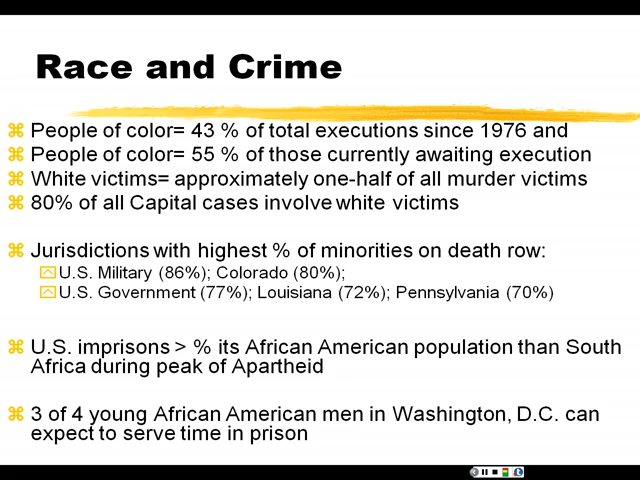 Race and Crime
People of color= 43 % of total executions since 1976 and
People of color= 55 % of those currently awaiting execution
White victims= approximately one-half of all murder victims
80% of all Capital cases involve white victims
Jurisdictions with highest % of minorities on death row:
U.S. Military (86%); Colorado (80%);
U.S. Government (77%); Louisiana (72%); Pennsylvania (70%)
U.S. imprisons > % its African American population than South
Africa during peak of Apartheid
3 of 4 young African American men in Washington, D.C. can
expect to serve time in prison